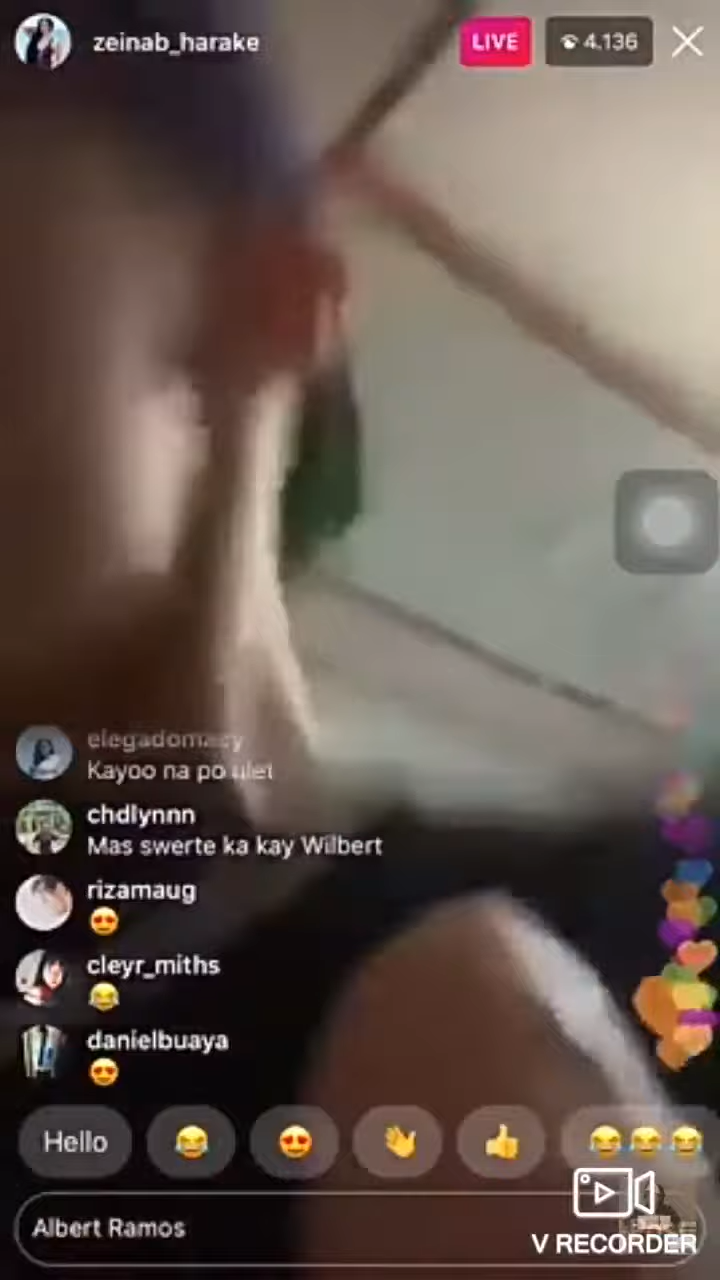 zeinab_harake
LIVE
4.136
elegadomacy
Kayoo na po ulet
chdlynnn
Mas swerte ka kay Wilbert
rizamaug
😍
cleyr_miths
😂
danielbuaya
😍
Hello 😂 😍 👋 👍 😂😂😂
Albert Ramos
V RECORDER